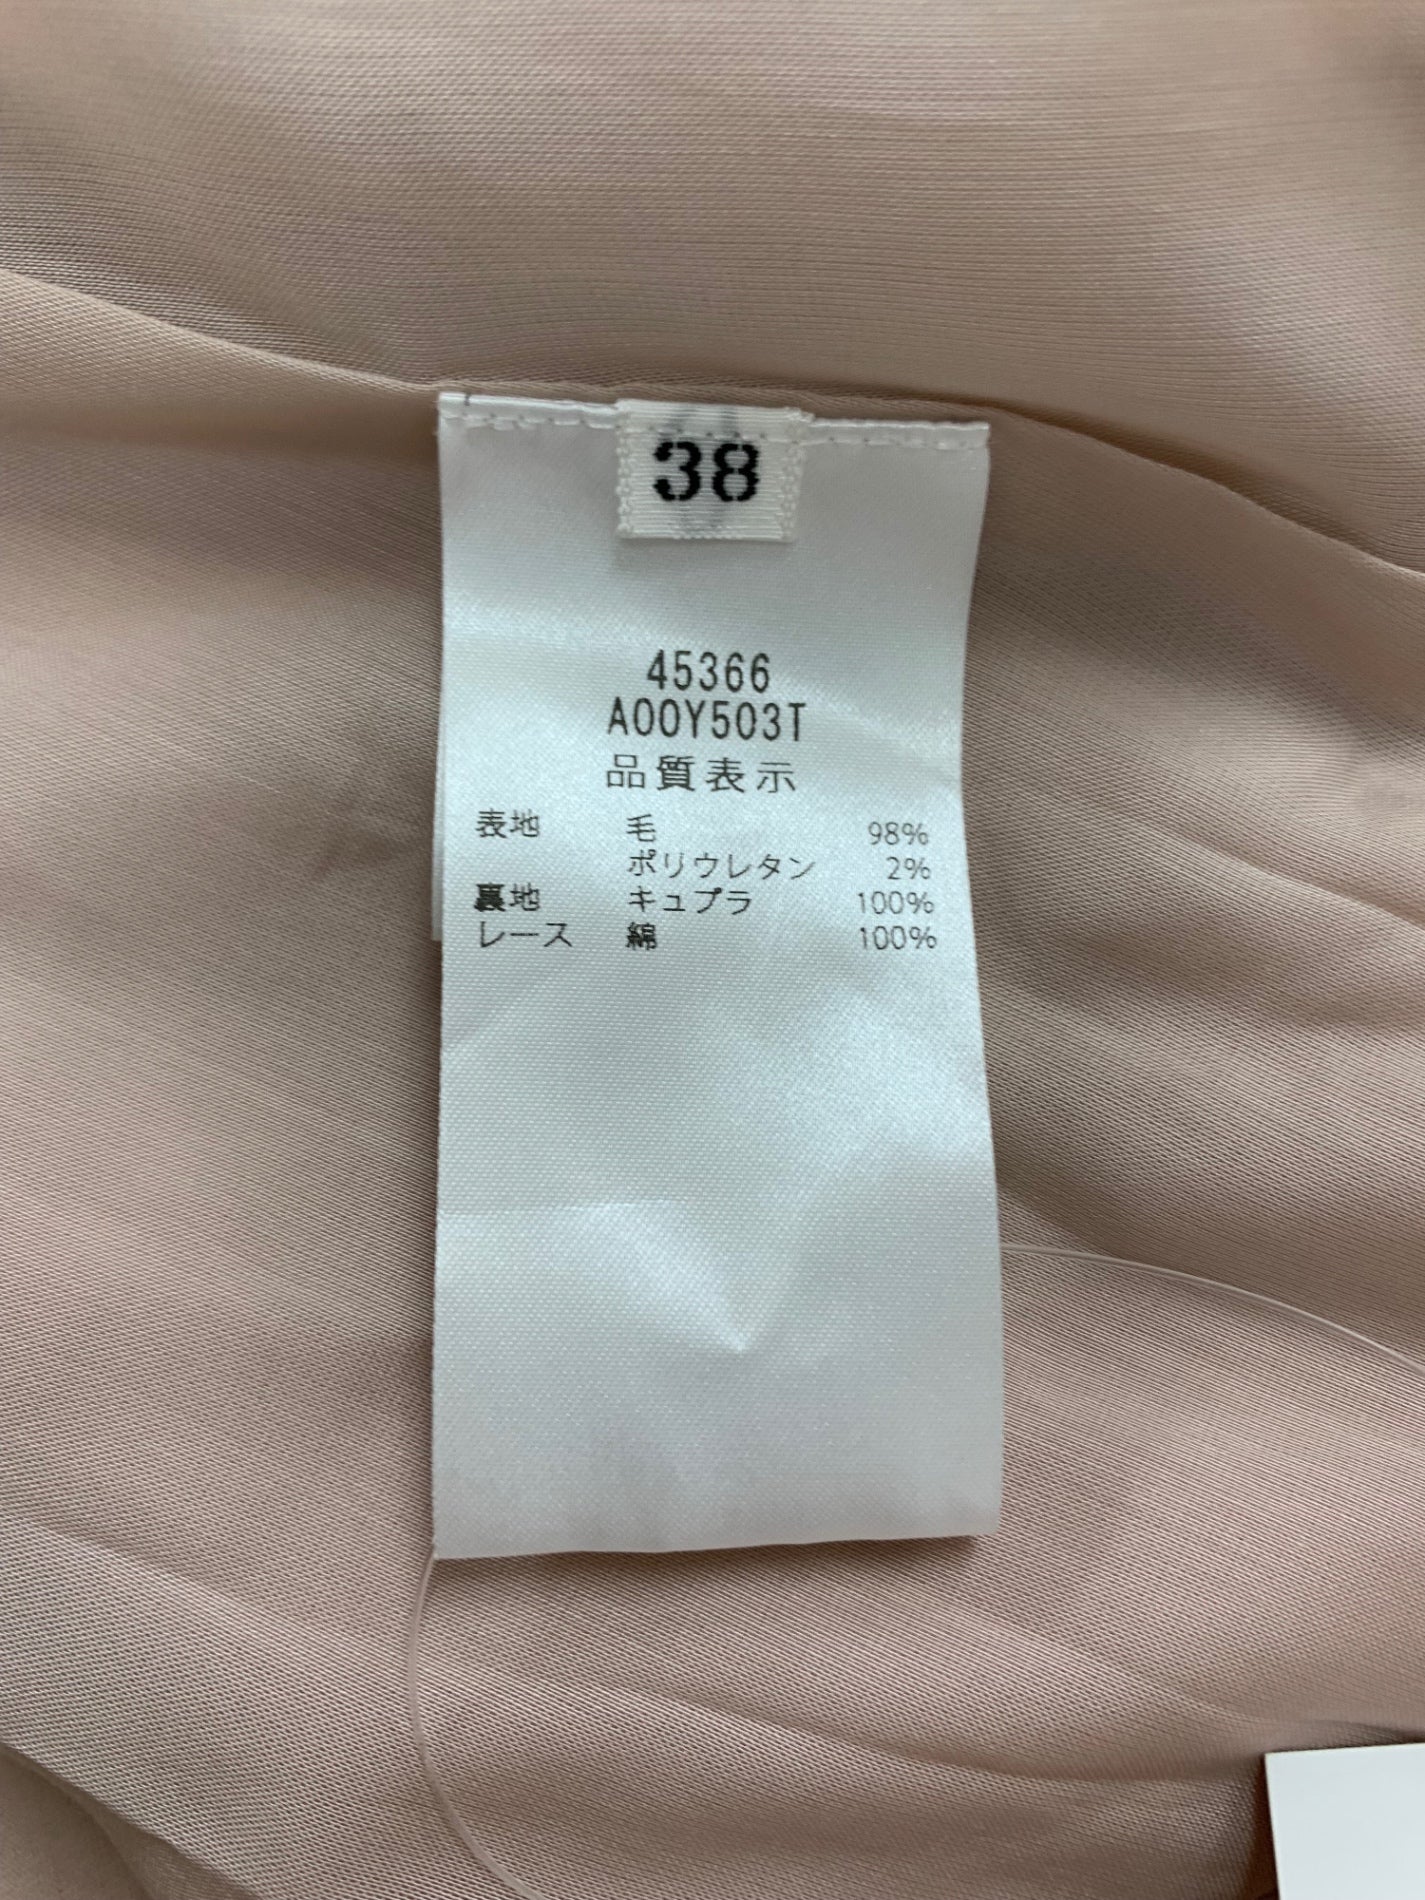 38
45366
A00Y503T
品質表示
表地 毛 98%
ポリウレタン 2%
裏地 キュプラ 100%
レース 綿 100%